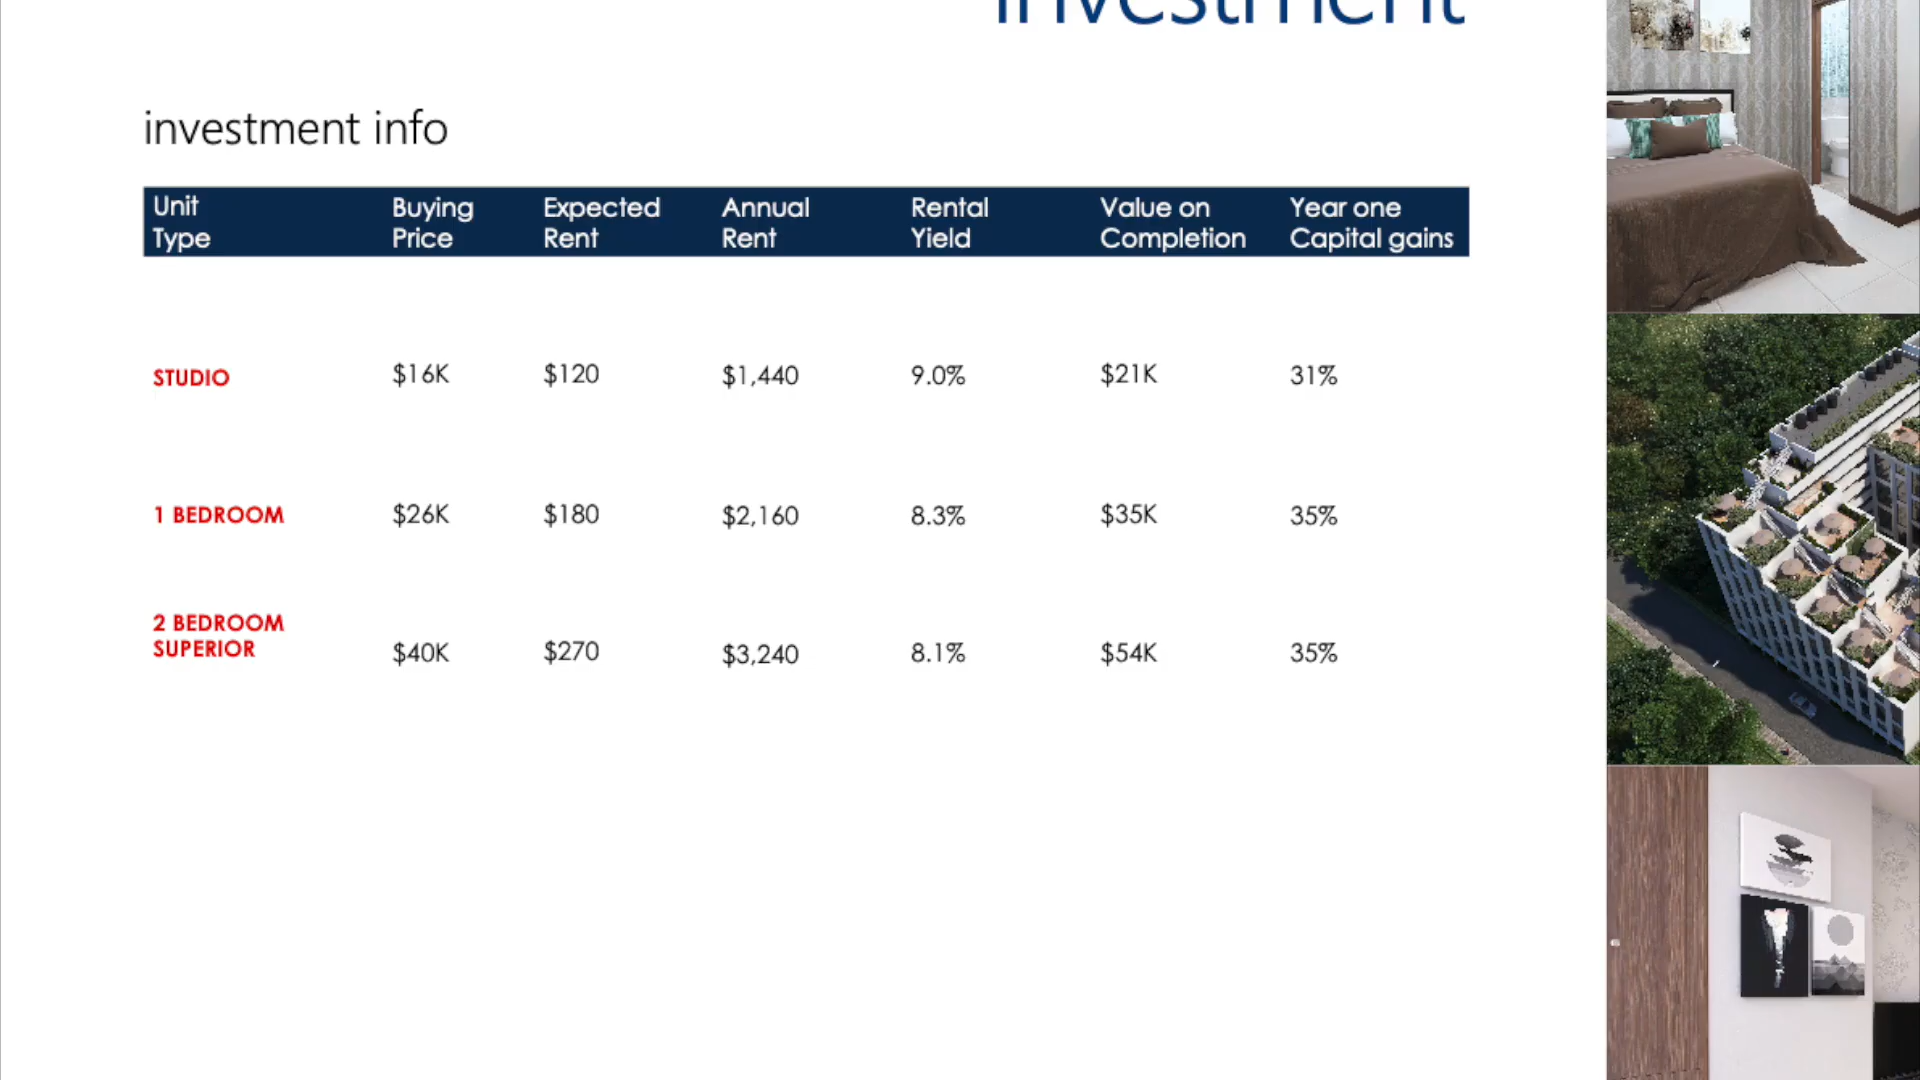 investment
investment info
Unit Type Buying Price Expected Rent Annual Rent Rental Yield Value on Completion Year one Capital gains
STUDIO $16K $120 $1,440 9.0% $21K 31%
1 BEDROOM $26K $180 $2,160 8.3% $35K 35%
2 BEDROOM SUPERIOR $40K $270 $3,240 8.1% $54K 35%